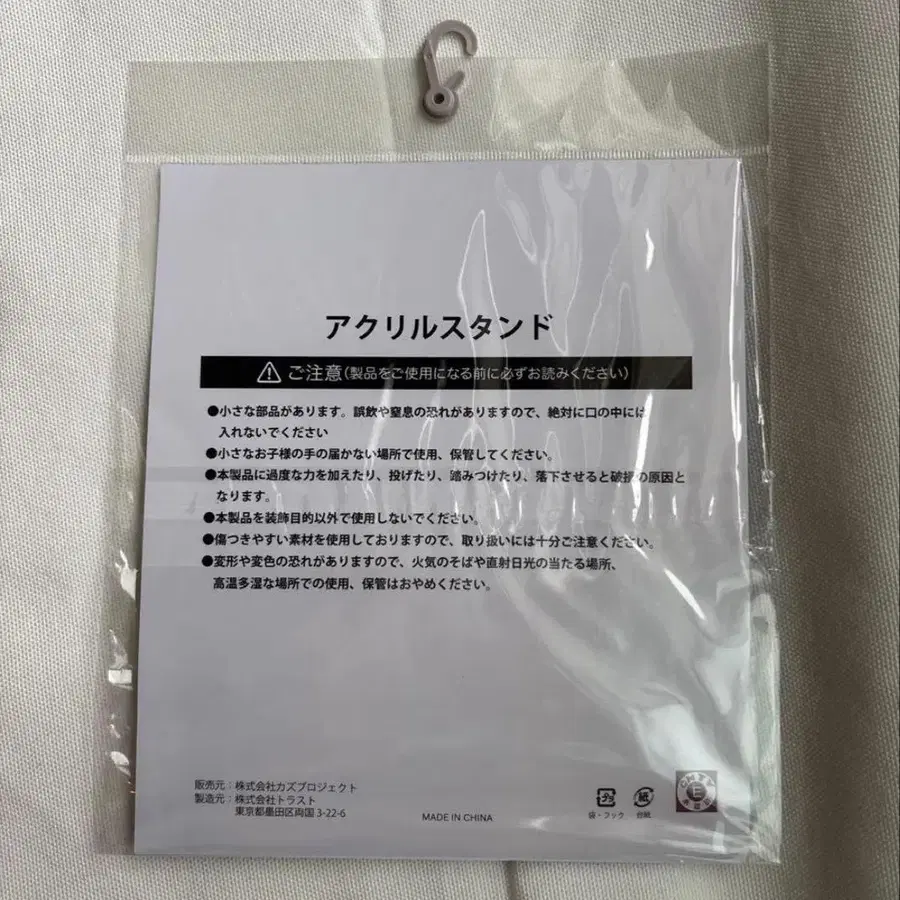 アクリルスタンド
ご注意(製品をご使用になる前に必ずお読みください)
●小さな部品があります。誤飲や窒息の恐れがありますので、絶対に口の中には
入れないでください
●小さなお子様の手の届かない場所で使用、保管してください。
●本製品に過度な力を加えたり、投げたり、踏みつけたり、落下させると破損の原因と
なります。
●本製品を装飾目的以外で使用しないでください。
●傷つきやすい素材を使用しておりますので、取り扱いには十分ご注意ください。
●変形や変色の恐れがありますので、火気のそばや直射日光の当たる場所、
高温多湿な場所での使用、保管はおやめください。
販売元:株式会社カズプロジェクト
製造元:株式会社トラスト
東京都墨田区両国3-22-6
MADE IN CHINA
プラ
袋・フック
紙
台紙
E